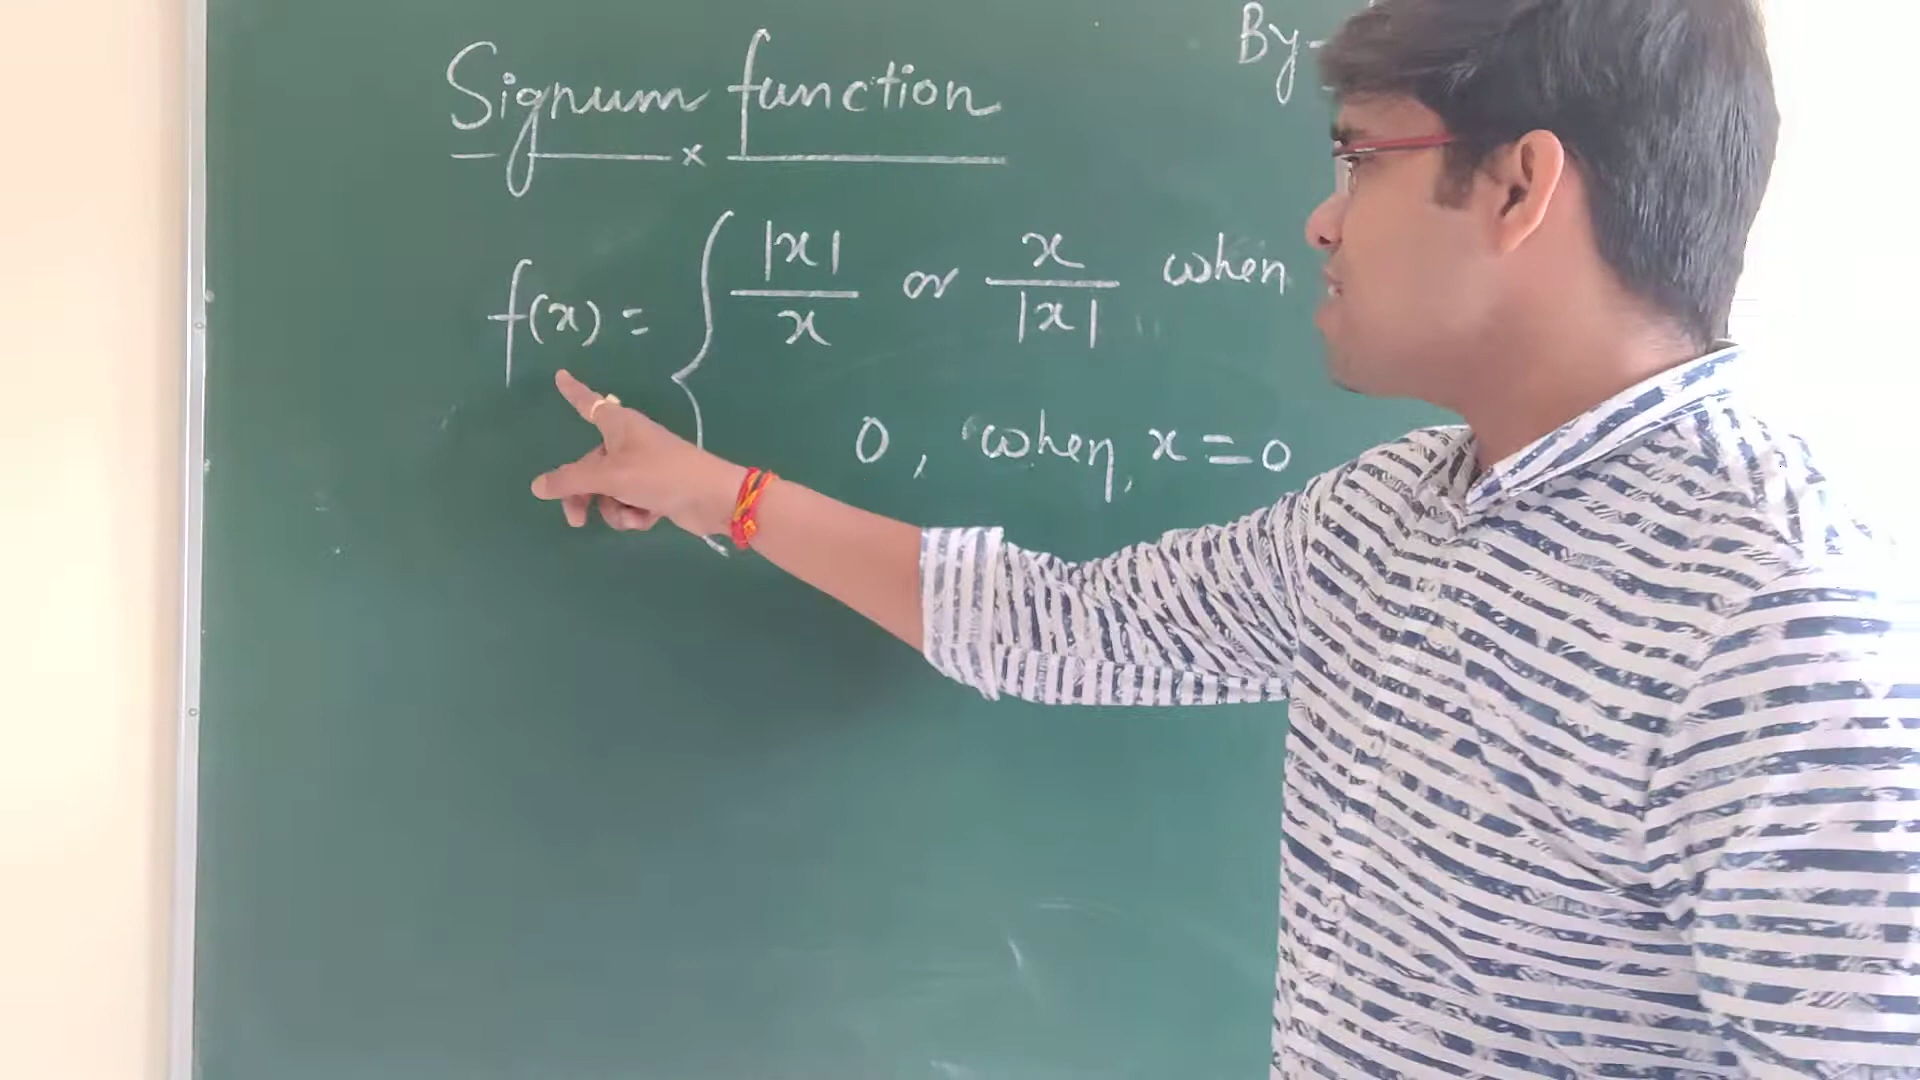 By-
Signum function
f(x) = { |x|/x or x/|x| when
0, when, x = 0